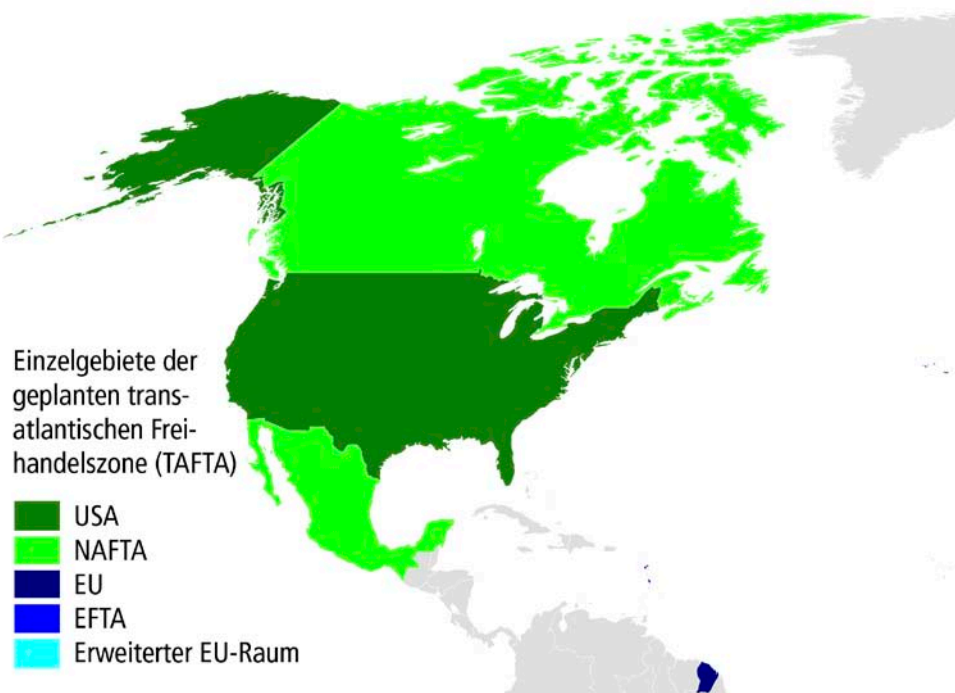 Einzelgebiete der
geplanten trans-
atlantischen Frei-
handelszone (TAFTA)
USA
NAFTA
EU
EFTA
Erweiterter EU-Raum